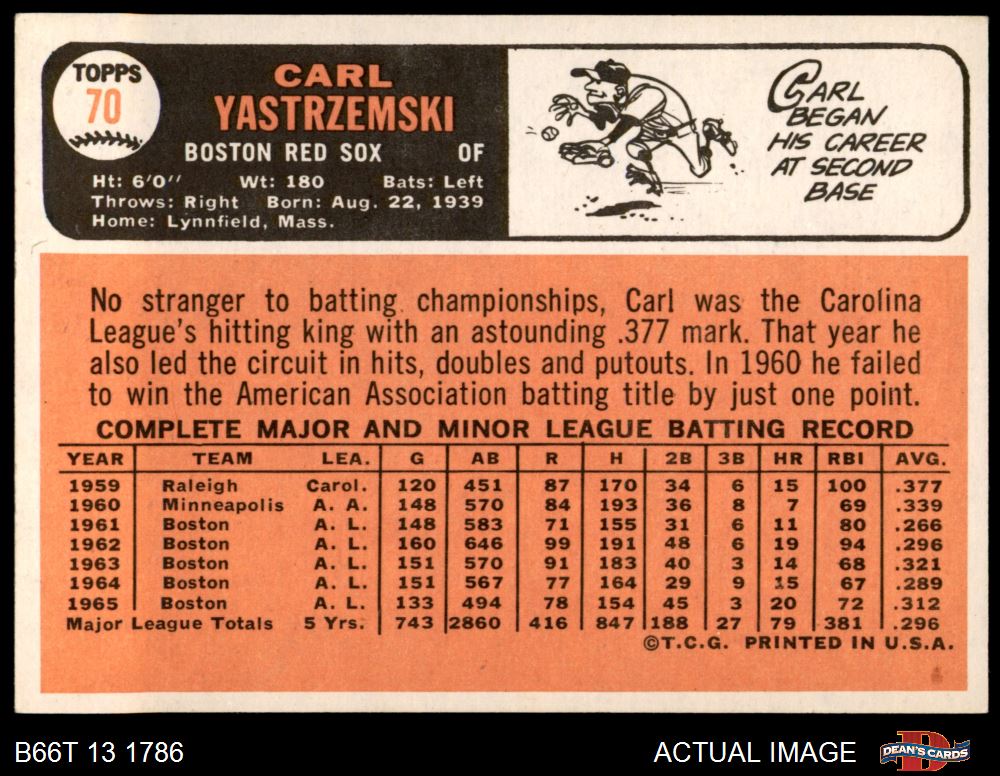 TOPPS
70
CARL
YASTRZEMSKI
BOSTON RED SOX OF
Ht: 6'0'' Wt: 180 Bats: Left
Throws: Right Born: Aug. 22, 1939
Home: Lynnfield, Mass.
CARL
BEGAN
HIS CAREER
AT SECOND
BASE
No stranger to batting championships, Carl was the Carolina
League's hitting king with an astounding .377 mark. That year he
also led the circuit in hits, doubles and putouts. In 1960 he failed
to win the American Association batting title by just one point.
COMPLETE MAJOR AND MINOR LEAGUE BATTING RECORD
YEAR TEAM LEA. G AB R H 2B 3B HR RBI AVG.
1959 Raleigh Carol. 120 451 87 170 34 6 15 100 .377
1960 Minneapolis A. A. 148 570 84 193 36 8 7 69 .339
1961 Boston A. L. 148 583 71 155 31 6 11 80 .266
1962 Boston A. L. 160 646 99 191 48 6 19 94 .296
1963 Boston A. L. 151 570 91 183 40 3 14 68 .321
1964 Boston A. L. 151 567 77 164 29 9 15 67 .289
1965 Boston A. L. 133 494 78 154 45 3 20 72 .312
Major League Totals 5 Yrs. 743 2860 416 847 188 27 79 381 .296
©T.C.G. PRINTED IN U.S.A.
B66T 13 1786
ACTUAL IMAGE
DEAN'S CARDS